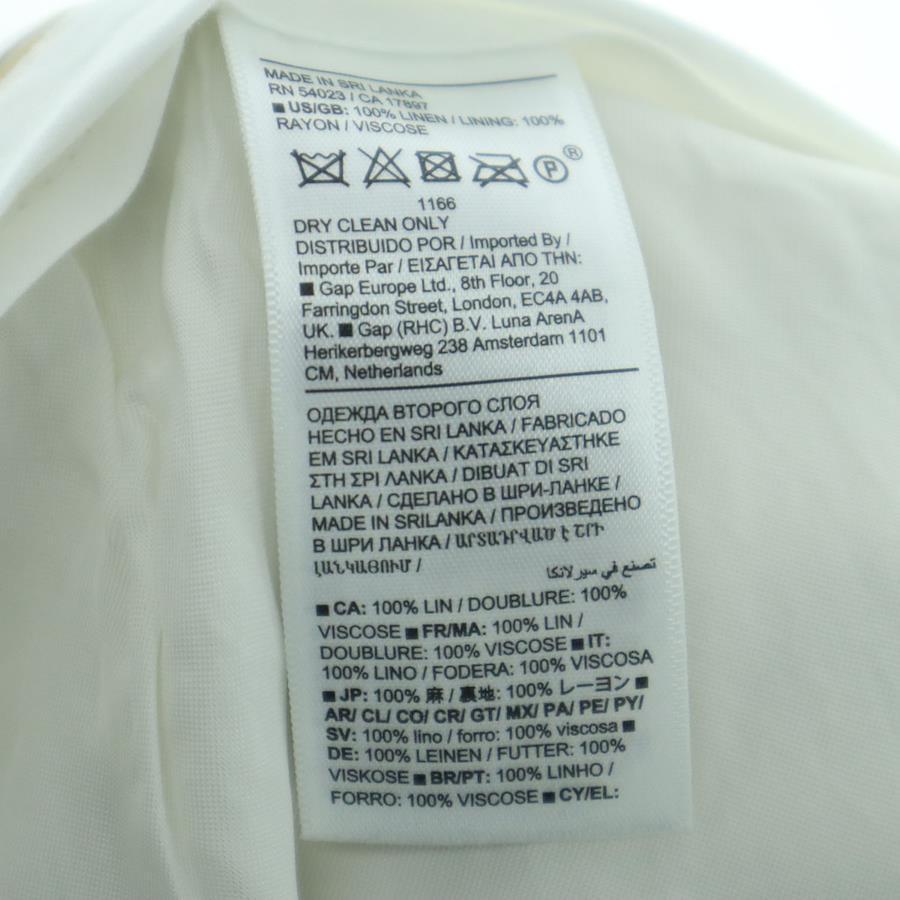 MADE IN SRI LANKA
RN 54023 / CA 17897
■ US/GB: 100% LINEN / LINING: 100%
RAYON / VISCOSE
P ®
1166
DRY CLEAN ONLY
DISTRIBUIDO POR / Imported By /
Importe Par / ΕΙΣΑΓΕΤΑΙ ΑΠΟ ΤΗΝ:
■ Gap Europe Ltd., 8th Floor, 20
Farringdon Street, London, EC4A 4AB,
UK. ■ Gap (RHC) B.V. Luna ArenA
Herikerbergweg 238 Amsterdam 1101
CM, Netherlands
ОДЕЖДА ВТОРОГО СЛОЯ
HECHO EN SRI LANKA / FABRICADO
EM SRI LANKA / ΚΑΤΑΣΚΕΥΑΣΤΗΚΕ
ΣΤΗ ΣΡΙ ΛΑΝΚΑ / DIBUAT DI SRI
LANKA / СДЕЛАНО В ШРИ-ЛАНКЕ /
MADE IN SRILANKA / ПРОИЗВЕДЕНО
В ШРИ ЛАНКА / ԱՐՏԱԴՐՎԱԾ Է ՇՐԻ
ԼԱՆԿԱՅՈՒՄ /
تصنع في سيرلانكا
■ CA: 100% LIN / DOUBLURE: 100%
VISCOSE ■ FR/MA: 100% LIN /
DOUBLURE: 100% VISCOSE ■ IT:
100% LINO / FODERA: 100% VISCOSA
■ JP: 100% 麻 / 裏地: 100% レーヨン ■
AR/ CL/ CO/ CR/ GT/ MX/ PA/ PE/ PY/
SV: 100% lino / forro: 100% viscosa ■
DE: 100% LEINEN / FUTTER: 100%
VISKOSE ■ BR/PT: 100% LINHO /
FORRO: 100% VISCOSE ■ CY/EL: